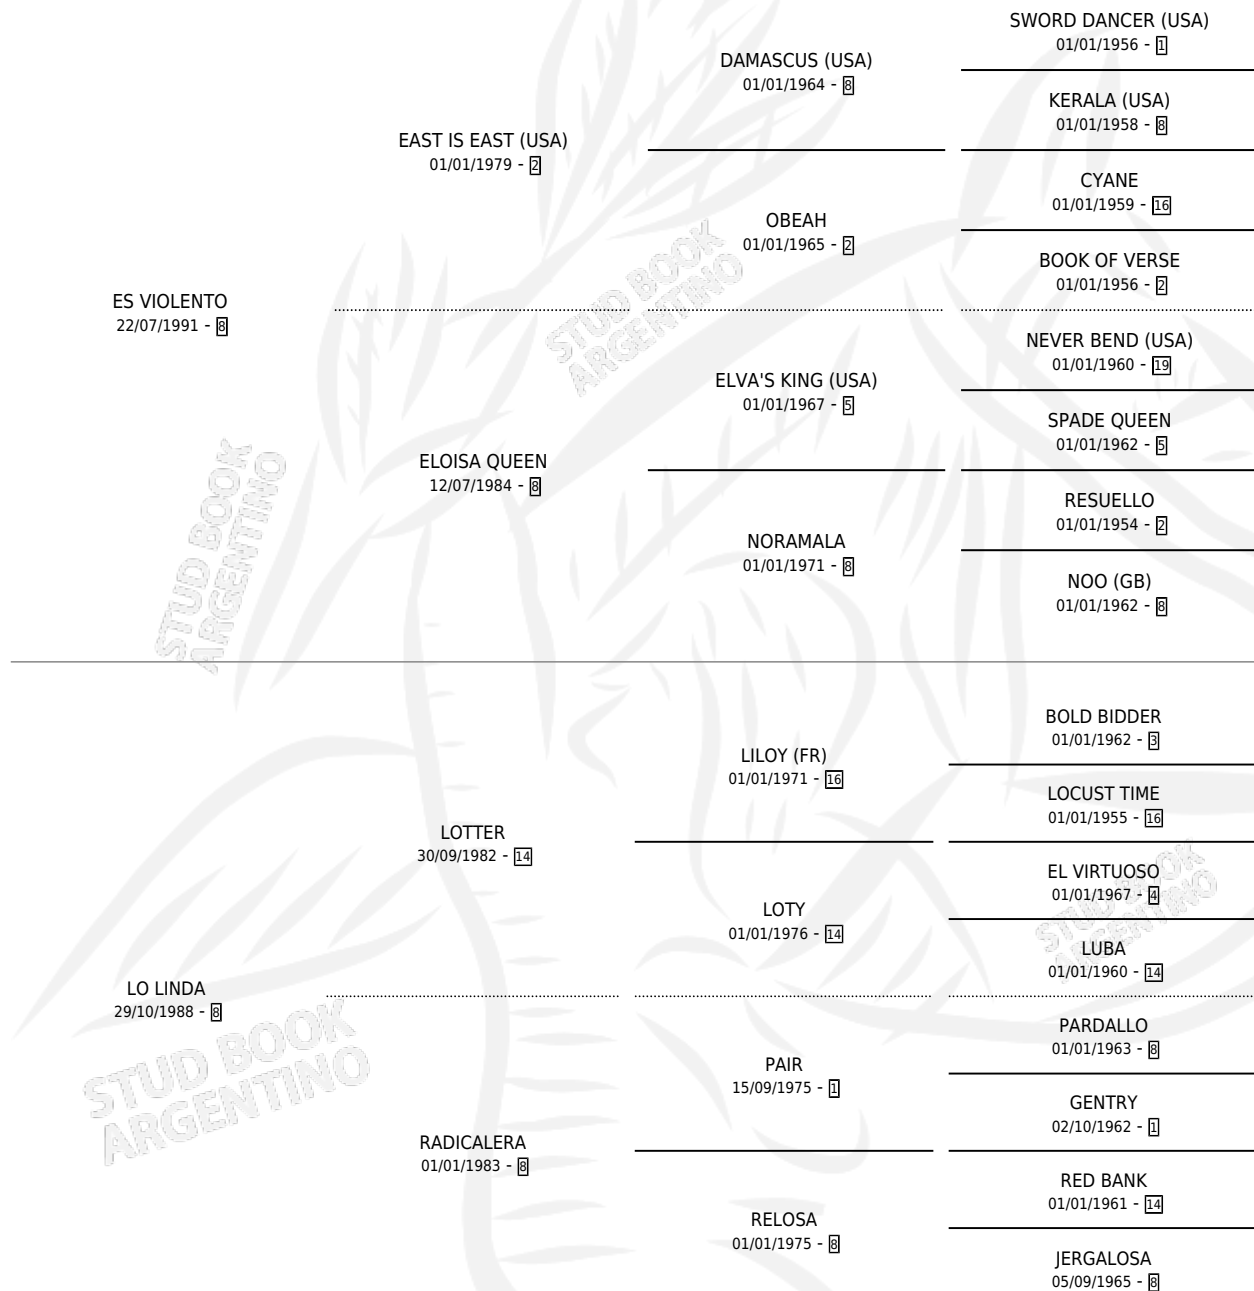 SWORD DANCER (USA)
01/01/1956 - 1
DAMASCUS (USA)
01/01/1964 - 8
KERALA (USA)
01/01/1958 - 8
EAST IS EAST (USA)
01/01/1979 - 2
CYANE
01/01/1959 - 16
OBEAH
01/01/1965 - 2
BOOK OF VERSE
01/01/1956 - 2
ES VIOLENTO
22/07/1991 - 8
STUD BOOK
ARGENTINO
NEVER BEND (USA)
01/01/1960 - 19
ELVA'S KING (USA)
01/01/1967 - 5
SPADE QUEEN
01/01/1962 - 5
ELOISA QUEEN
12/07/1984 - 8
RESUELLO
01/01/1954 - 2
NORAMALA
01/01/1971 - 8
NOO (GB)
01/01/1962 - 8
STUD BOOK
ARGENTINO
BOLD BIDDER
01/01/1962 - 3
LILOY (FR)
01/01/1971 - 16
LOCUST TIME
01/01/1955 - 16
LOTTER
30/09/1982 - 14
EL VIRTUOSO
01/01/1967 - 4
LOTY
01/01/1976 - 14
STUD BOOK
ARGENTINO
LUBA
01/01/1960 - 14
LO LINDA
29/10/1988 - 8
STUD BOOK
ARGENTINO
PARDALLO
01/01/1963 - 8
PAIR
15/09/1975 - 1
GENTRY
02/10/1962 - 1
RADICALERA
01/01/1983 - 8
RED BANK
01/01/1961 - 14
RELOSA
01/01/1975 - 8
JERGALOSA
05/09/1965 - 8